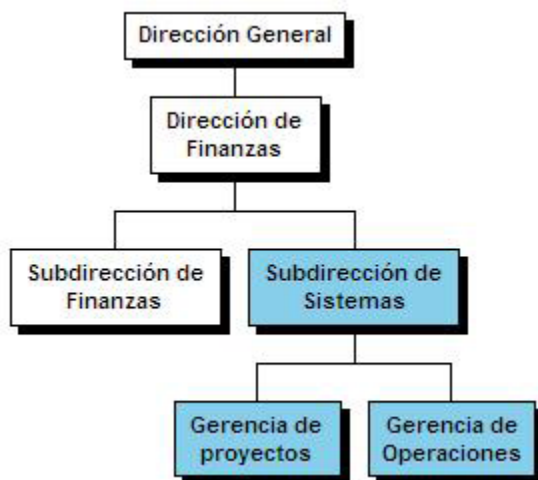 Dirección General
Dirección de
Finanzas
Subdirección de
Finanzas
Subdirección de
Sistemas
Gerencia de
proyectos
Gerencia de
Operaciones